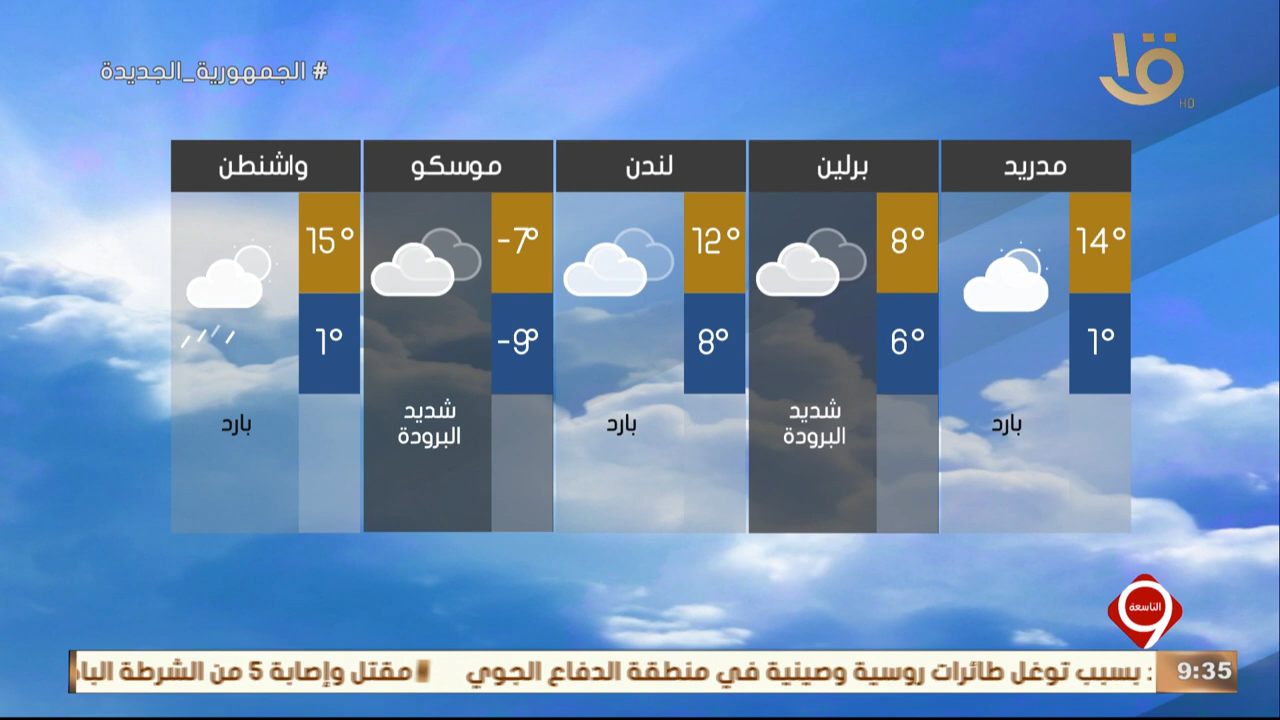 # الجمهورية_الجديدة
HD
مدريد
14°
1°
بارد
برلين
8°
6°
شديد
البرودة
لندن
12°
8°
بارد
موسكو
-7°
-9°
شديد
البرودة
واشنطن
15°
1°
بارد
التاسعة
9
9:35
: بسبب توغل طائرات روسية وصينية في منطقة الدفاع الجوي
مقتل وإصابة 5 من الشرطة البا